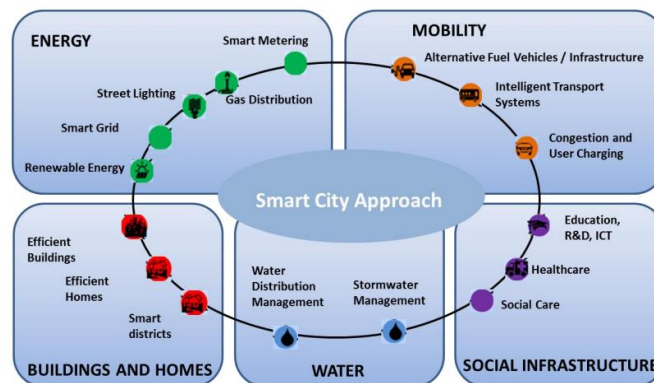 ENERGY
Smart Metering
Street Lighting
Gas Distribution
Smart Grid
Renewable Energy
MOBILITY
Alternative Fuel Vehicles / Infrastructure
Intelligent Transport
Systems
Congestion and
User Charging
Smart City Approach
Efficient
Buildings
Efficient
Homes
Smart
districts
BUILDINGS AND HOMES
Water
Distribution
Management
Stormwater
Management
WATER
Education,
R&D, ICT
Healthcare
Social Care
SOCIAL INFRASTRUCTURE